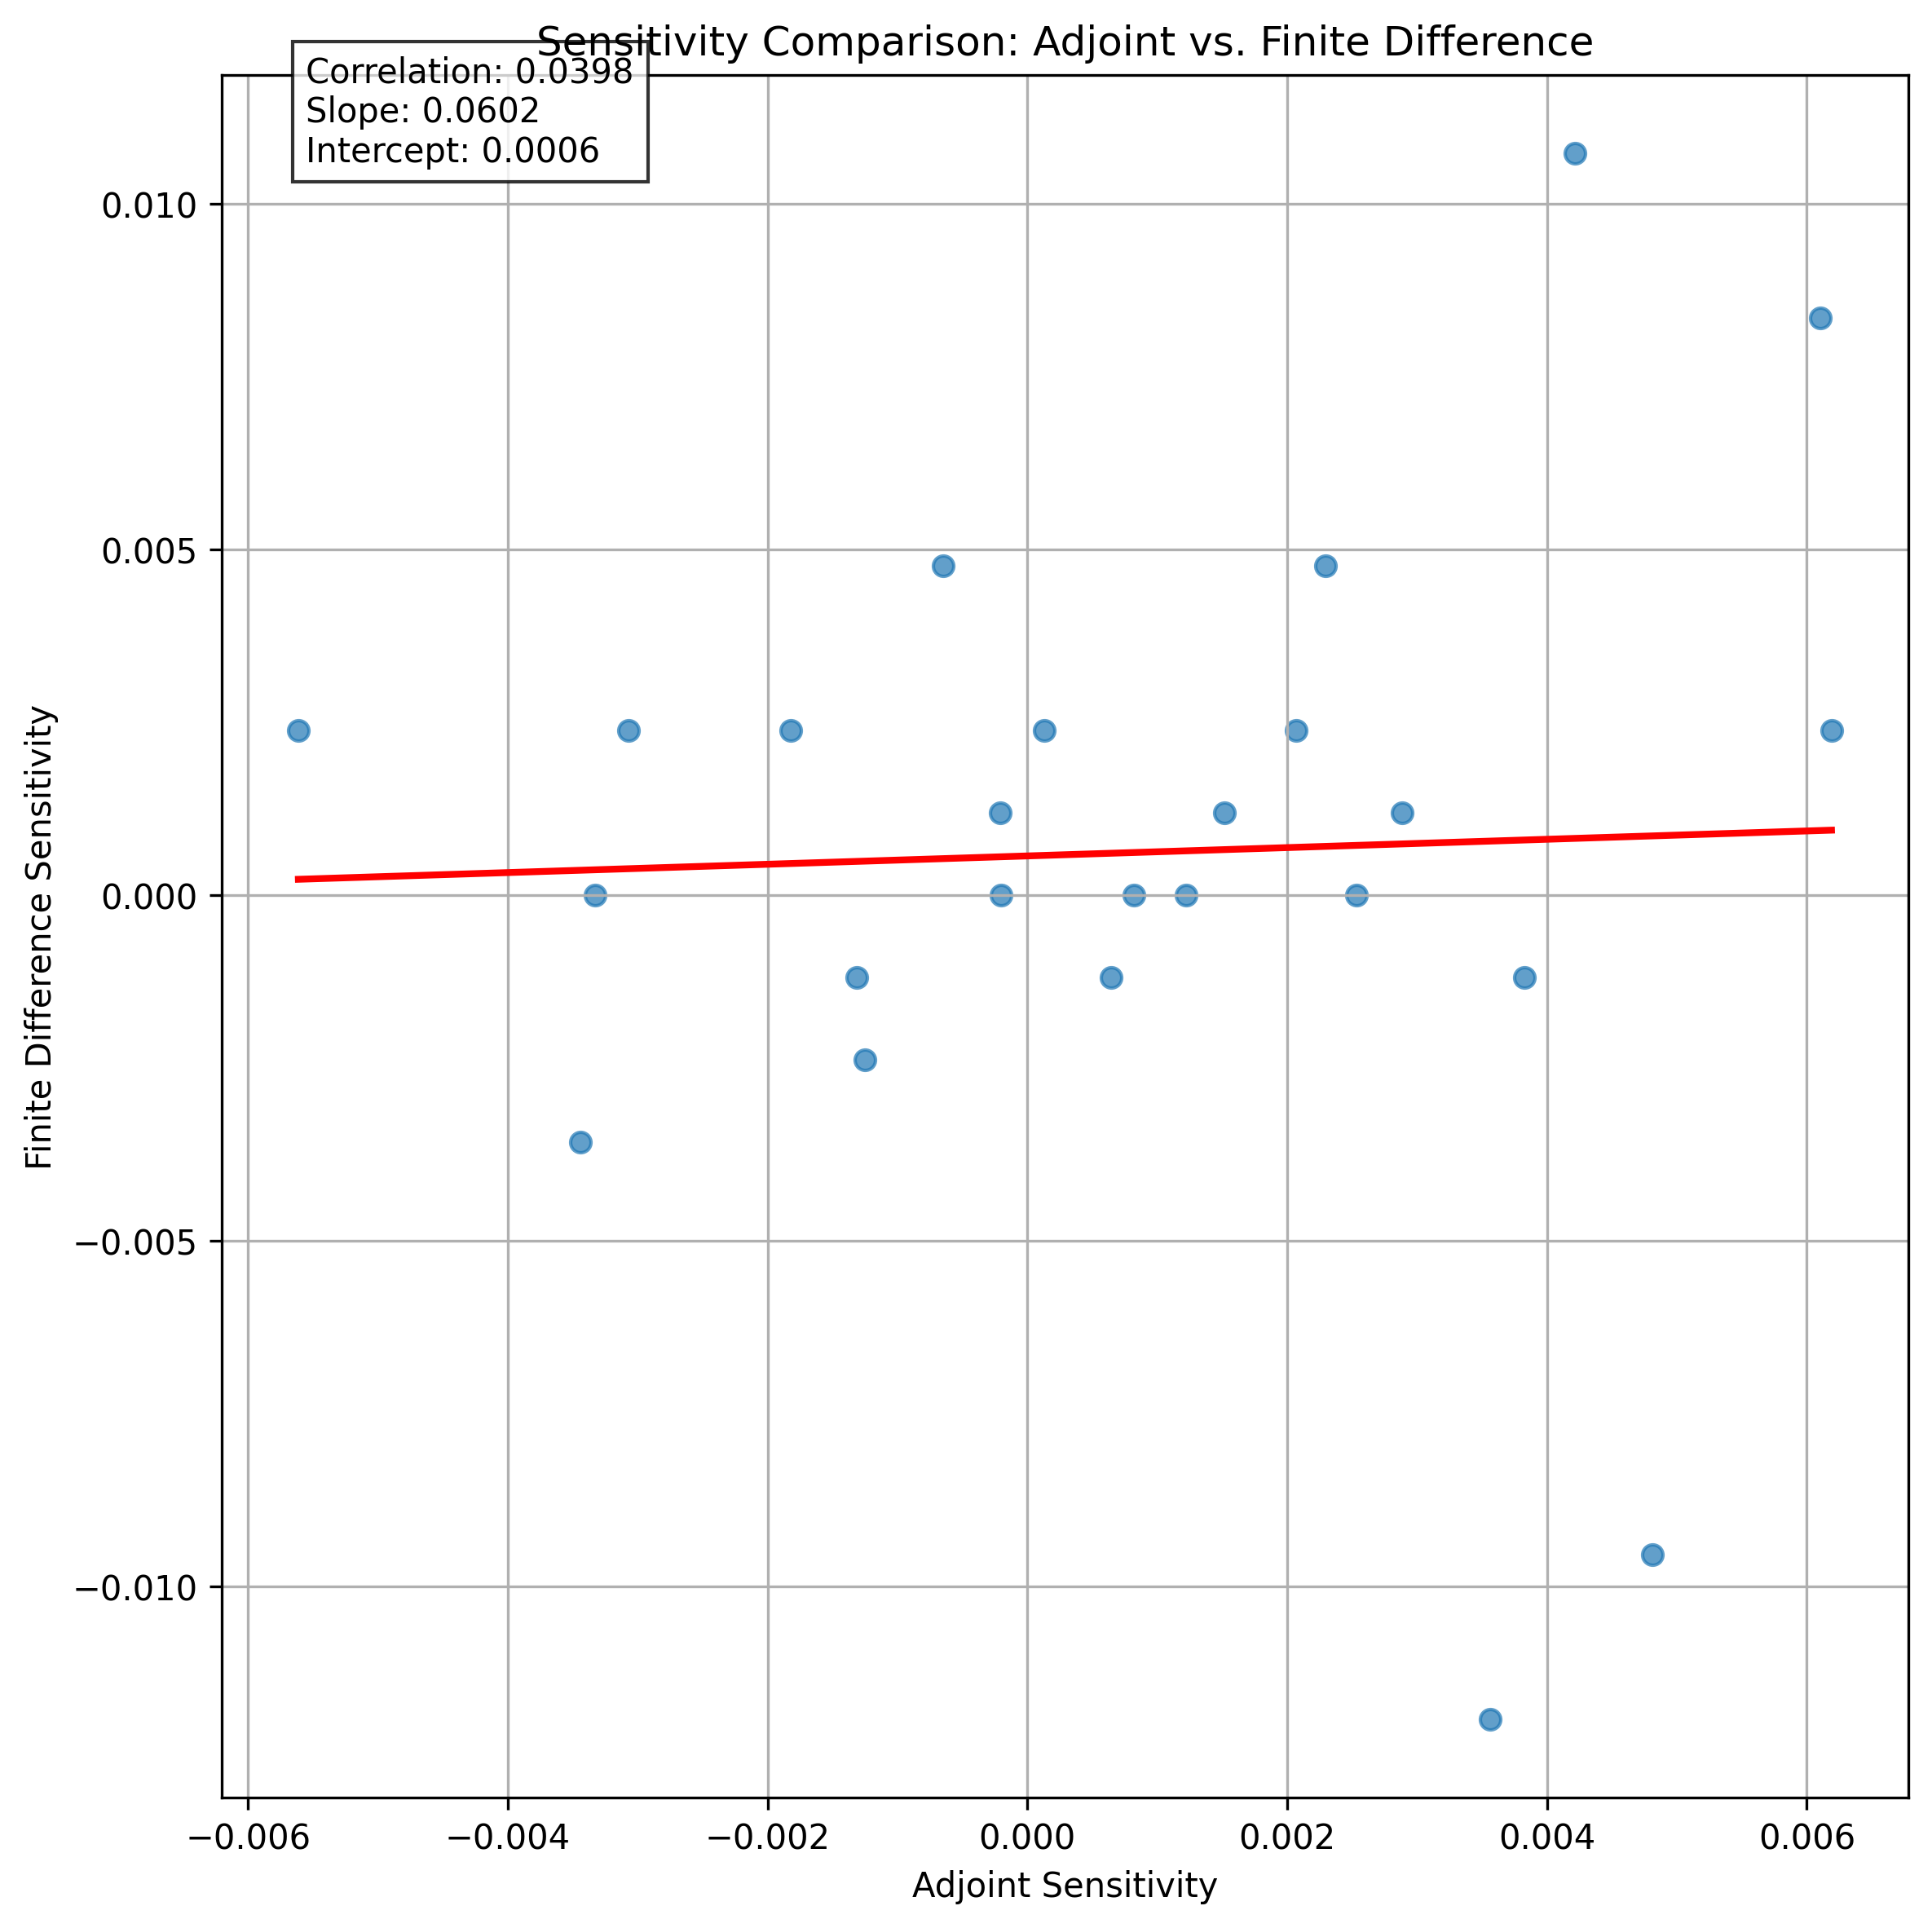 Sensitivity Comparison: Adjoint vs. Finite Difference
Correlation: 0.0398
Slope: 0.0602
Intercept: 0.0006
Finite Difference Sensitivity
0.010
0.005
0.000
−0.005
−0.010
−0.006
−0.004
−0.002
0.000
0.002
0.004
0.006
Adjoint Sensitivity